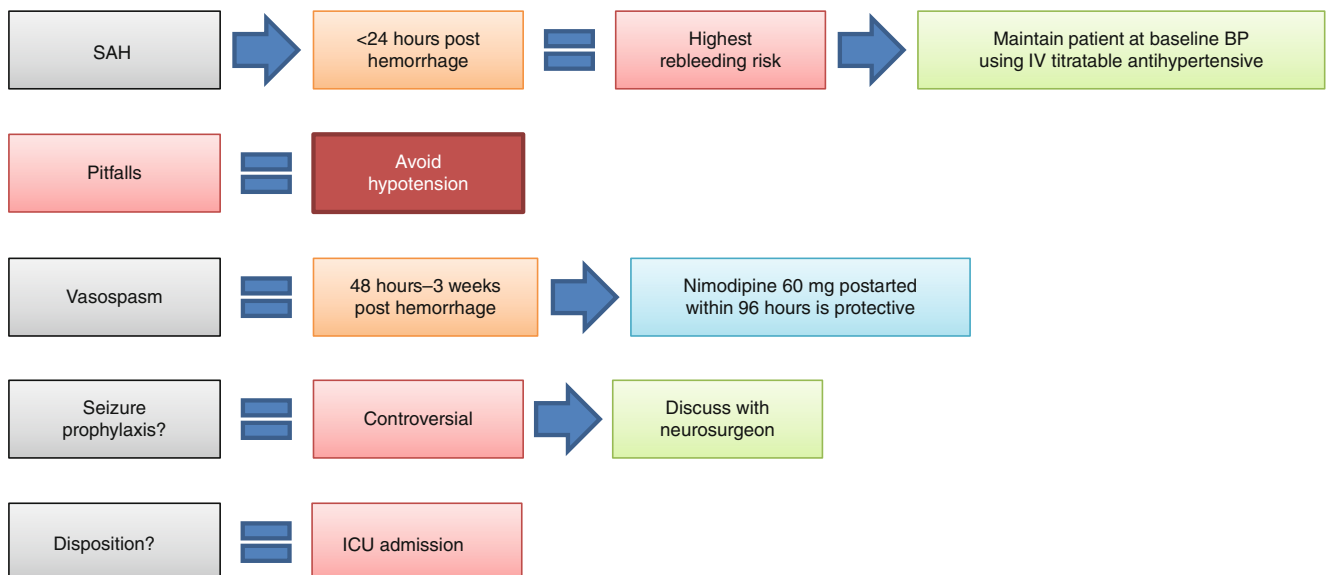 SAH
<24 hours post
hemorrhage
Highest
rebleeding risk
Maintain patient at baseline BP
using IV titratable antihypertensive
Pitfalls
Avoid
hypotension
Vasospasm
48 hours–3 weeks
post hemorrhage
Nimodipine 60 mg postarted
within 96 hours is protective
Seizure
prophylaxis?
Controversial
Discuss with
neurosurgeon
Disposition?
ICU admission